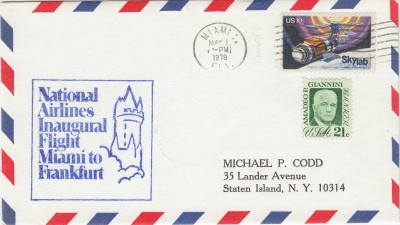 MIAMI
MAY 1
PM
1978
FLA
US 10c
Skylab
AMADEO P.
GIANNINI
BANKER
USA 21c
National
Airlines
Inaugural
Flight
Miami to
Frankfurt
MICHAEL P. CODD
35 Lander Avenue
Staten Island, N. Y. 10314